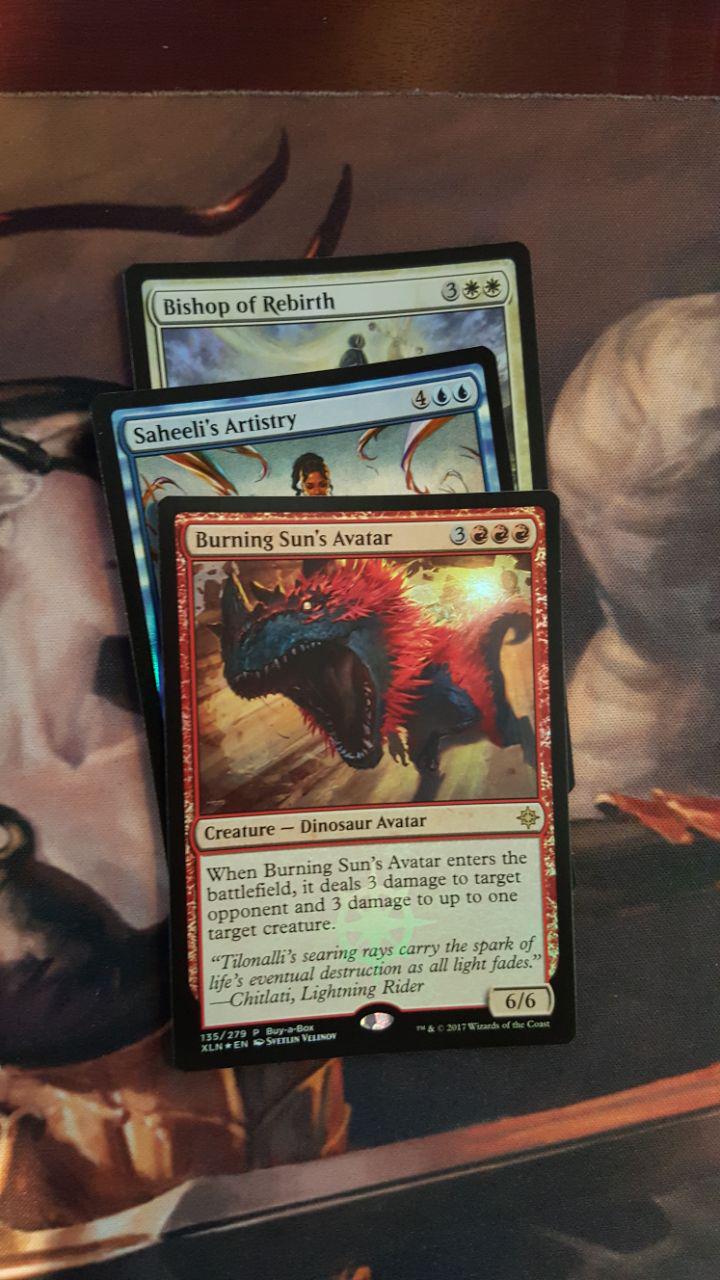 Bishop of Rebirth 3
Saheeli's Artistry 4
Burning Sun's Avatar 3
Creature — Dinosaur Avatar
When Burning Sun's Avatar enters the
battlefield, it deals 3 damage to target
opponent and 3 damage to up to one
target creature.
"Tilonalli's searing rays carry the spark of
life's eventual destruction as all light fades."
—Chitlati, Lightning Rider
6/6
135/279 P Buy-a-Box
XLN★EN Svetlin Velinov
™ & © 2017 Wizards of the Coast